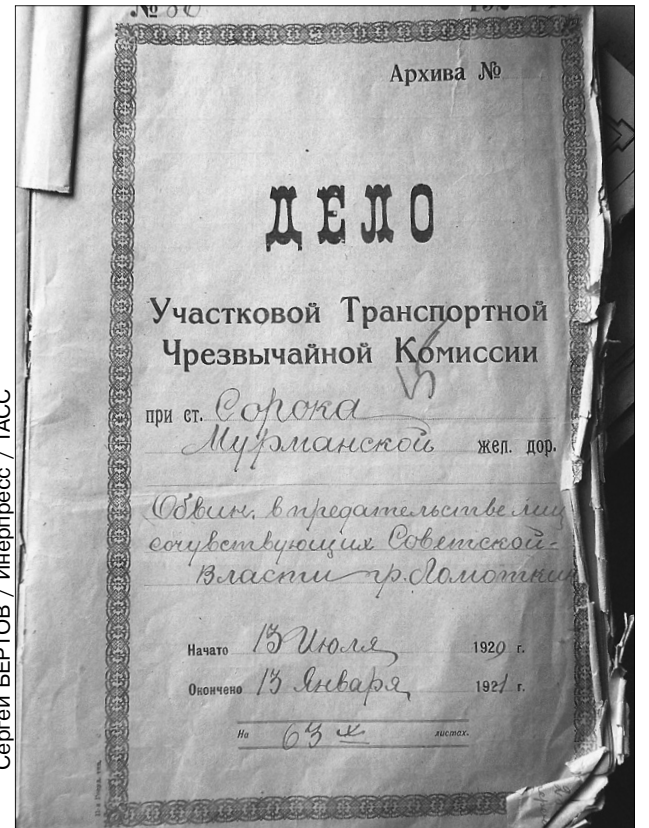 №
Архива №
ДЕЛО
Участковой Транспортной
Чрезвычайной Комиссии
при ст. Сорока
Мурманской жел. дор.
Обвин. в предательстве лиц
сочувствующих Советской-
Власти гр. Ломоткин
Начато 13 Июля 1920 г.
Окончено 13 Января 1921 г.
На 63 х листах.
Сергей БЕРТОВ / Интерпресс / ТАСС